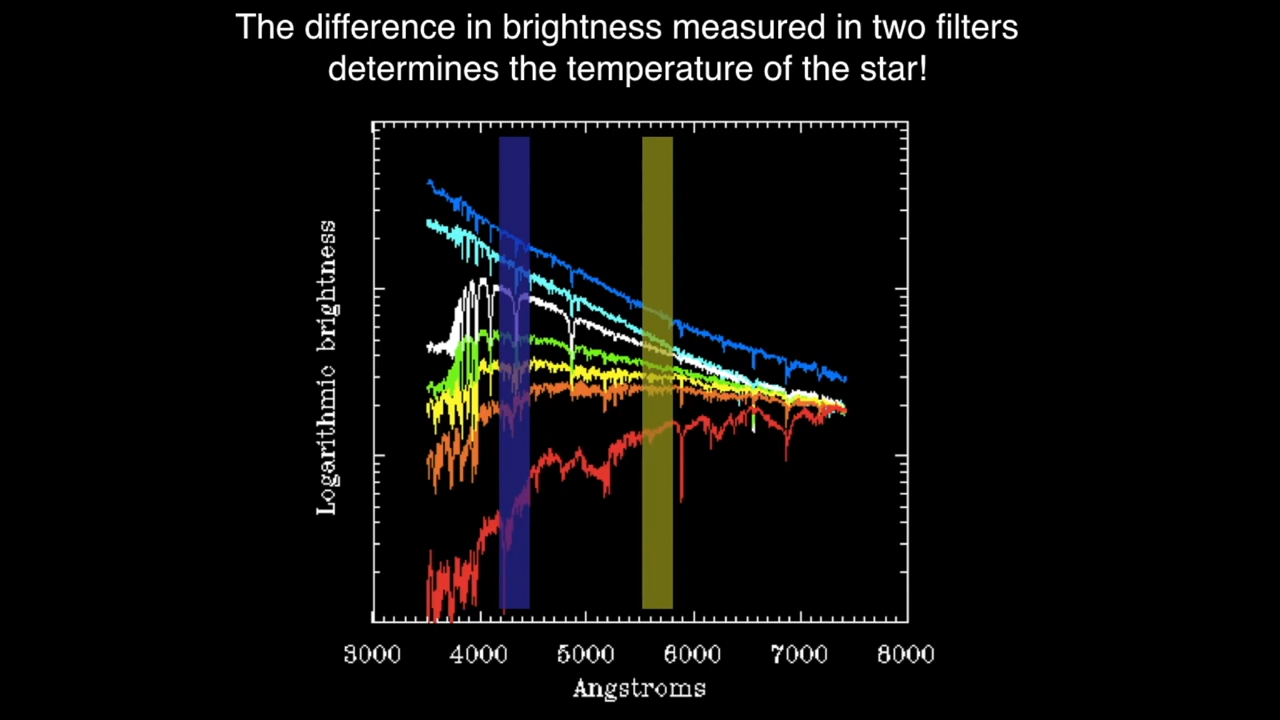 The difference in brightness measured in two filters
determines the temperature of the star!
Logarithmic brightness
3000 4000 5000 6000 7000 8000
Angstroms